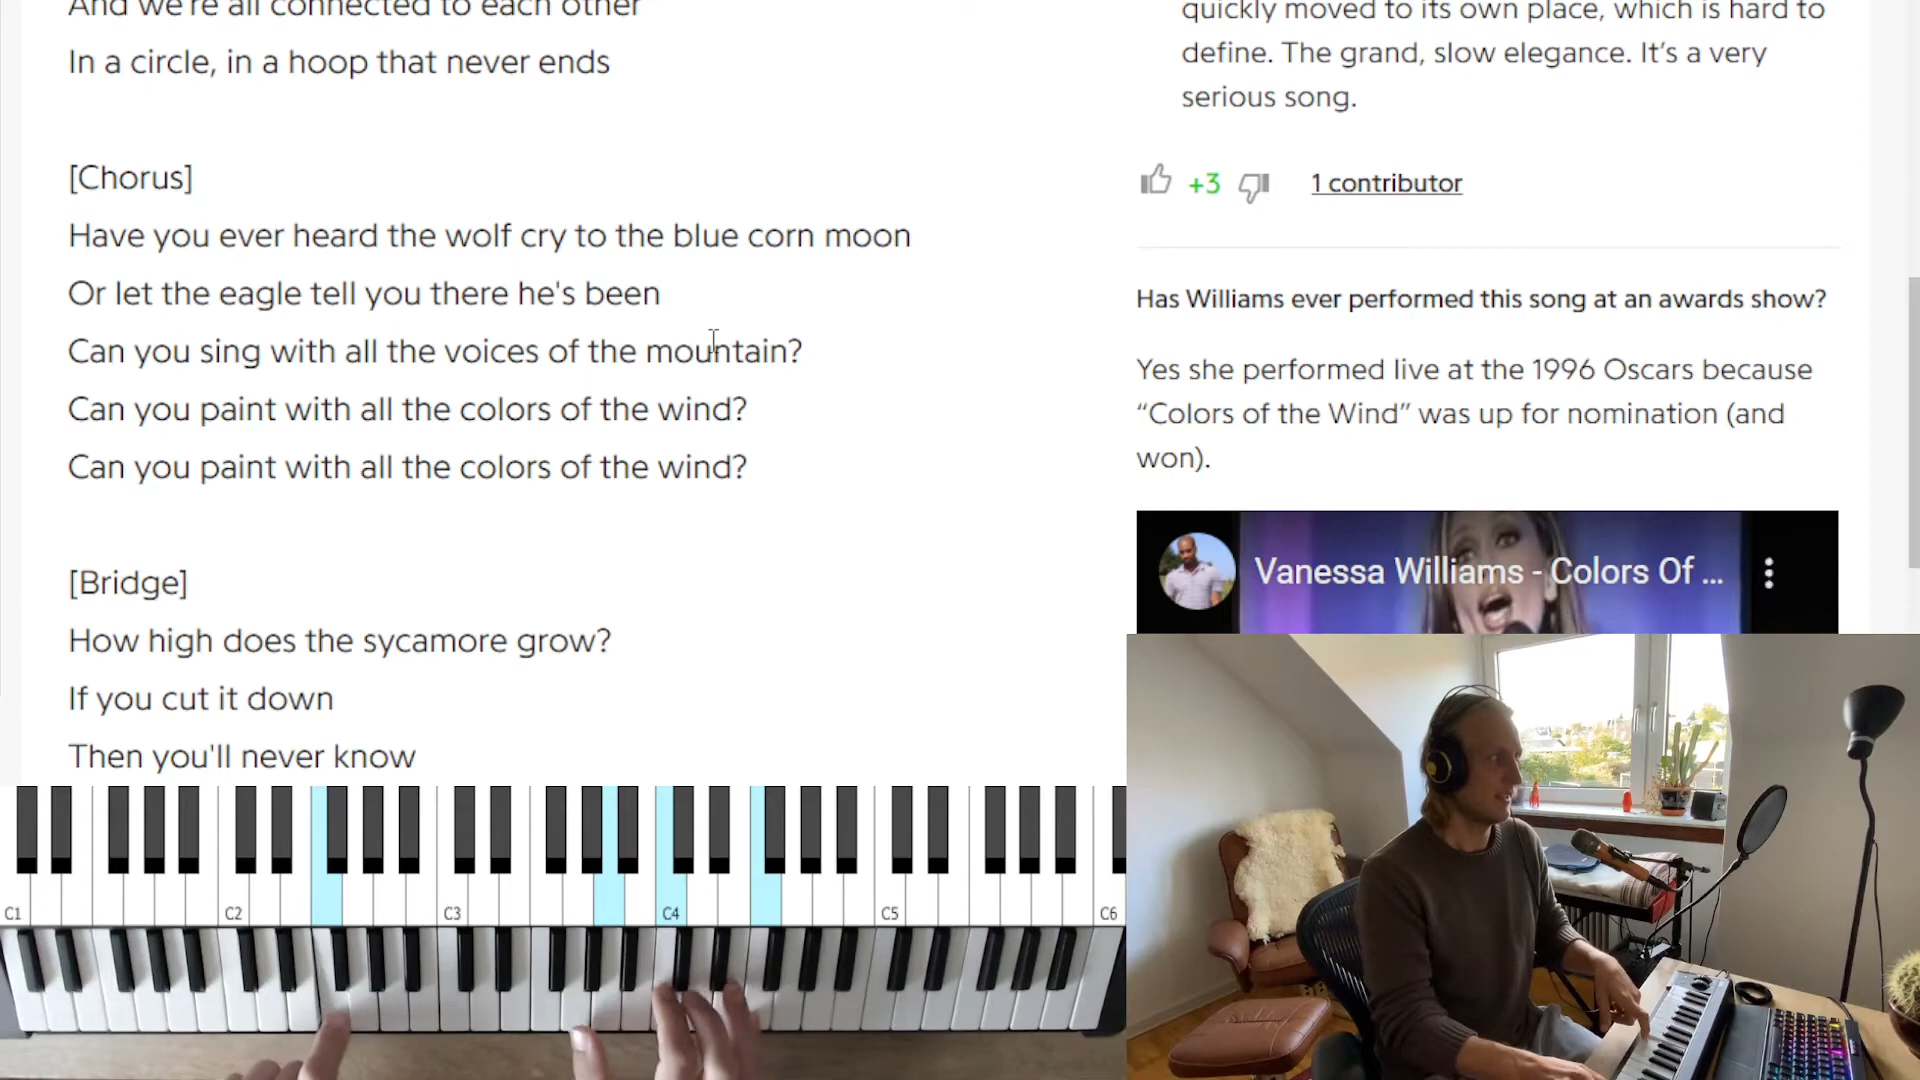 And we're all connected to each other
In a circle, in a hoop that never ends
[Chorus]
Have you ever heard the wolf cry to the blue corn moon
Or let the eagle tell you there he's been
Can you sing with all the voices of the mountain?
Can you paint with all the colors of the wind?
Can you paint with all the colors of the wind?
[Bridge]
How high does the sycamore grow?
If you cut it down
Then you'll never know
quickly moved to its own place, which is hard to
define. The grand, slow elegance. It's a very
serious song.
+3 1 contributor
Has Williams ever performed this song at an awards show?
Yes she performed live at the 1996 Oscars because
“Colors of the Wind” was up for nomination (and
won).
Vanessa Williams - Colors Of ...
C1 C2 C3 C4 C5 C6